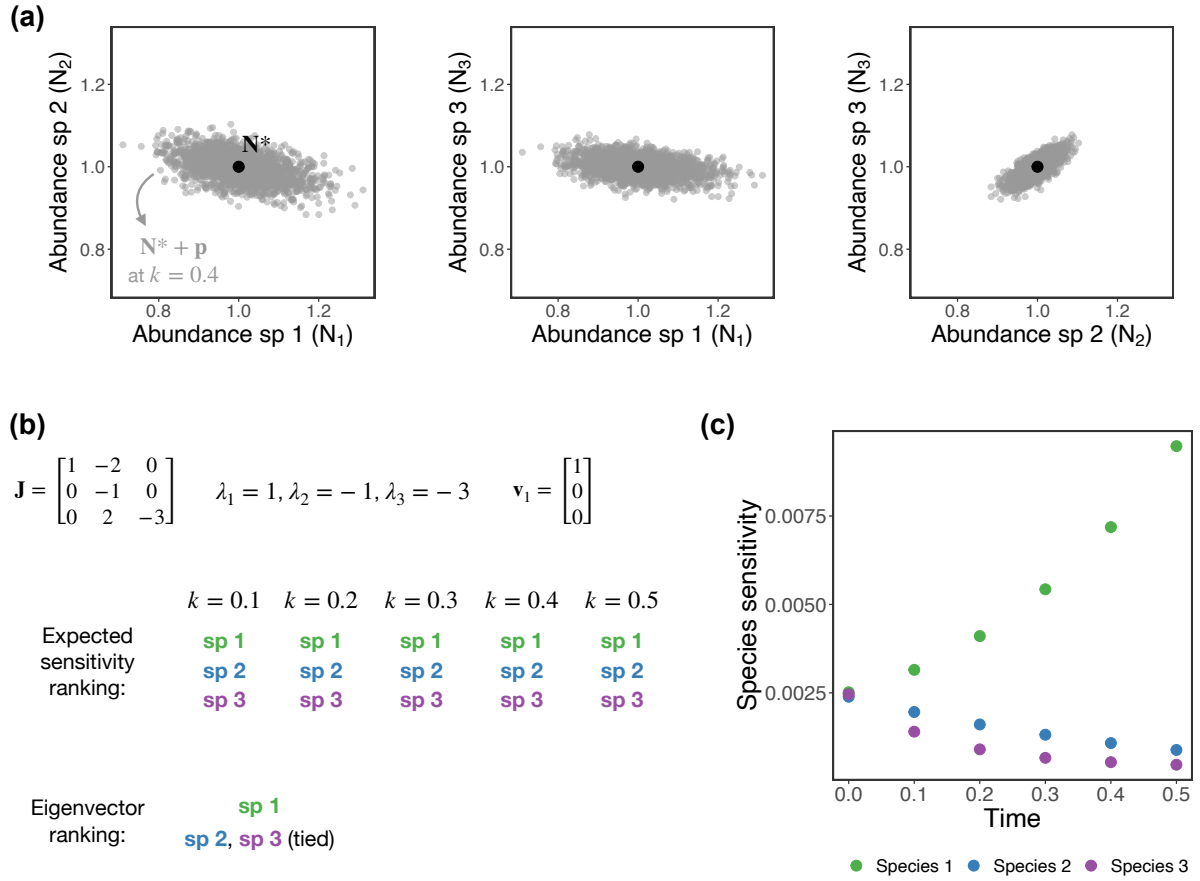 (a)
Abundance sp 2 (N₂)
1.2
1.0
0.8
N*
N* + p
at k = 0.4
0.8 1.0 1.2
Abundance sp 1 (N₁)
Abundance sp 3 (N₃)
1.2
1.0
0.8
0.8 1.0 1.2
Abundance sp 1 (N₁)
Abundance sp 3 (N₃)
1.2
1.0
0.8
0.8 1.0 1.2
Abundance sp 2 (N₂)
(b)
J = [1 −2 0
0 −1 0
0 2 −3]
λ₁ = 1, λ₂ = − 1, λ₃ = − 3
v₁ = [1
0
0]
k = 0.1 k = 0.2 k = 0.3 k = 0.4 k = 0.5
Expected
sensitivity
ranking:
sp 1 sp 1 sp 1 sp 1 sp 1
sp 2 sp 2 sp 2 sp 2 sp 2
sp 3 sp 3 sp 3 sp 3 sp 3
Eigenvector
ranking:
sp 1
sp 2, sp 3 (tied)
(c)
Species sensitivity
0.0075
0.0050
0.0025
0.0 0.1 0.2 0.3 0.4 0.5
Time
Species 1 Species 2 Species 3